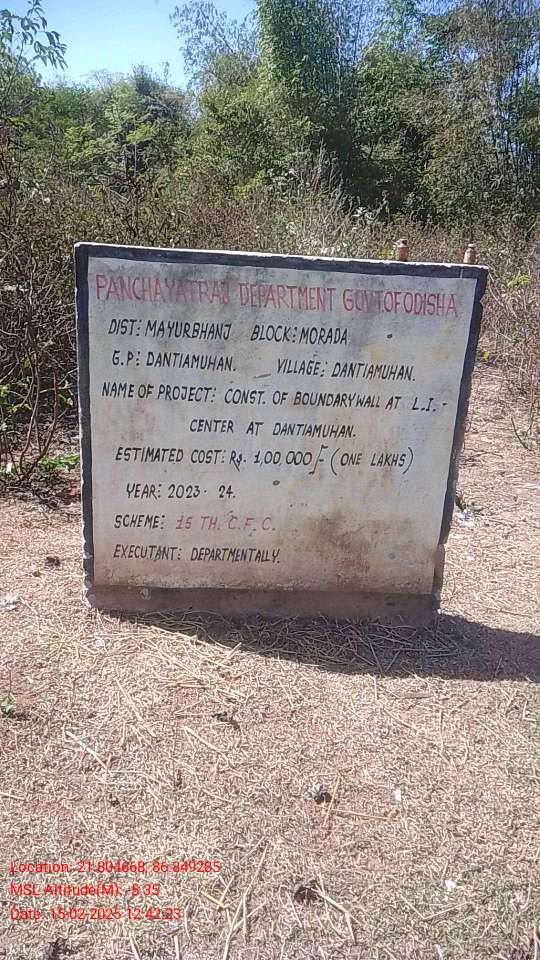 PANCHAYATRAJ DEPARTMENT GOVT.OF ODISHA
DIST: MAYURBHANJ BLOCK: MORADA
G.P: DANTIAMUHAN. VILLAGE: DANTIAMUHAN.
NAME OF PROJECT: CONST. OF BOUNDARYWALL AT L.I.-
CENTER AT DANTIAMUHAN.
ESTIMATED COST: Rs. 1,00,000/- (ONE LAKHS)
YEAR: 2023-24.
SCHEME: 15 TH. C.F.C.
EXECUTANT: DEPARTMENTALLY.
Location: 21.804668, 86.849285
MSL Altitude(M): -8.35
Date: 15-02-2025 12:42:23